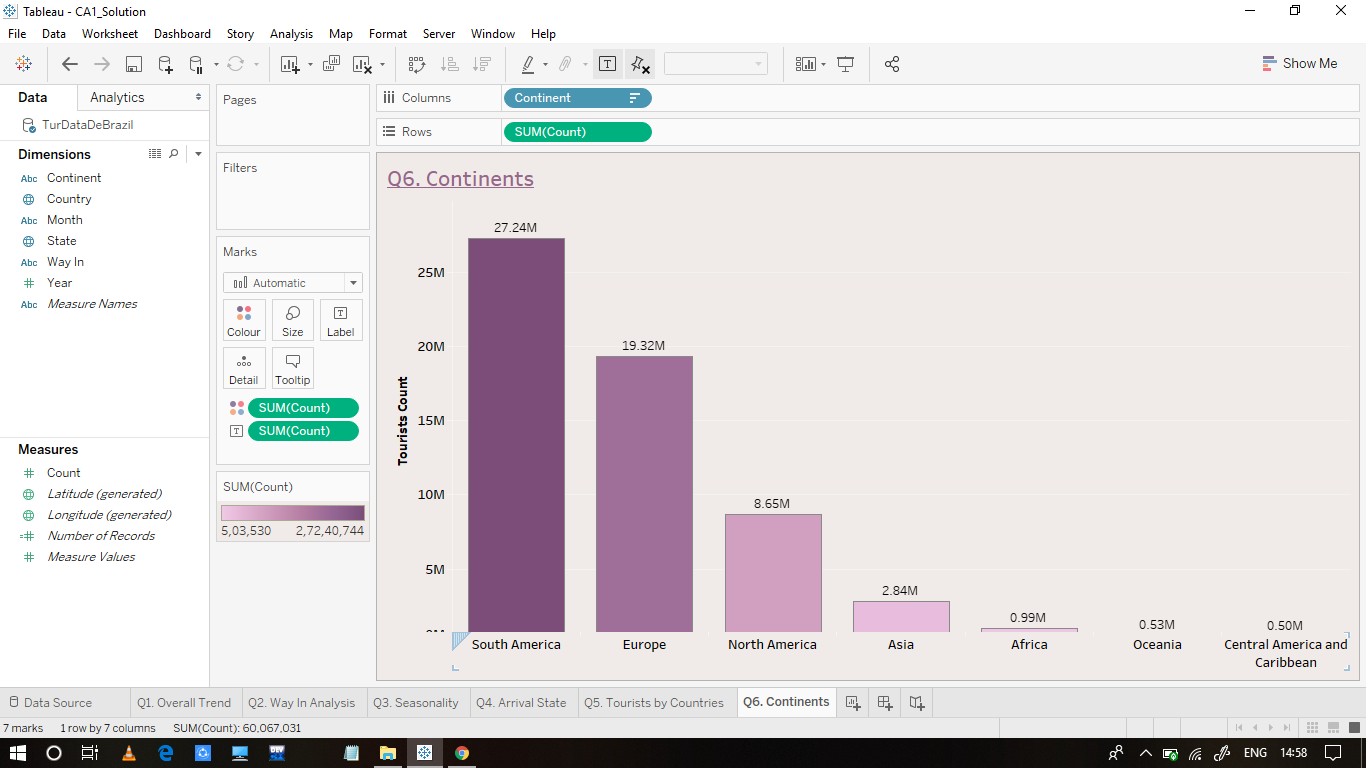 Tableau - CA1_Solution
File Data Worksheet Dashboard Story Analysis Map Format Server Window Help
Show Me
Data Analytics
TurDataDeBrazil
Dimensions
Abc Continent
Country
Abc Month
State
Abc Way In
Year
Abc Measure Names
Measures
Count
Latitude (generated)
Longitude (generated)
Number of Records
Measure Values
Pages
Filters
Marks
Automatic
Colour Size Label
Detail Tooltip
SUM(Count)
SUM(Count)
SUM(Count)
5,03,530 2,72,40,744
Columns Continent
Rows SUM(Count)
Q6. Continents
Tourists Count
25M
20M
15M
10M
5M
27.24M
19.32M
8.65M
2.84M
0.99M
0.53M
0.50M
South America Europe North America Asia Africa Oceania Central America and
Caribbean
Data Source Q1. Overall Trend Q2. Way In Analysis Q3. Seasonality Q4. Arrival State Q5. Tourists by Countries Q6. Continents
7 marks 1 row by 7 columns SUM(Count): 60,067,031
ENG 14:58